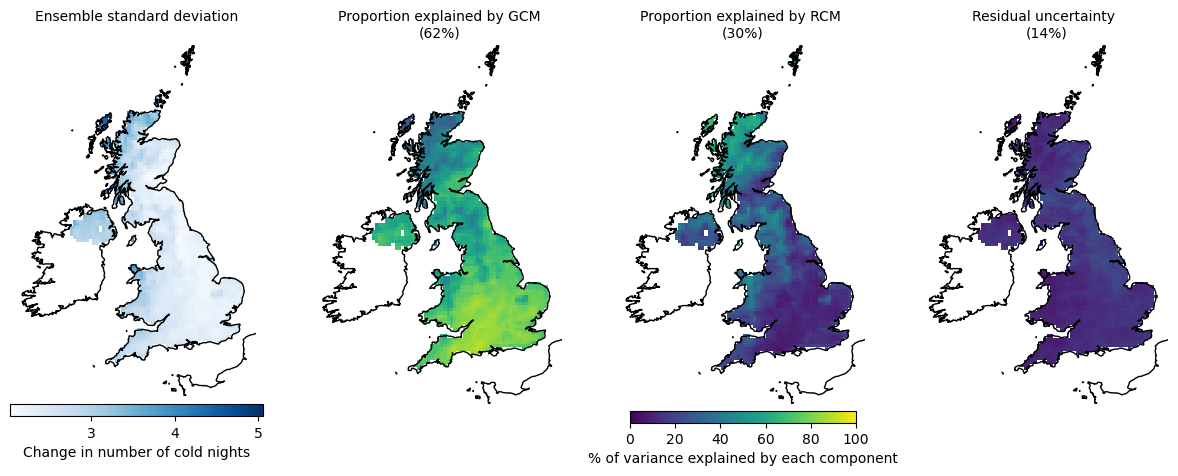 Ensemble standard deviation
Proportion explained by GCM
(62%)
Proportion explained by RCM
(30%)
Residual uncertainty
(14%)
3 4 5
Change in number of cold nights
0 20 40 60 80 100
% of variance explained by each component